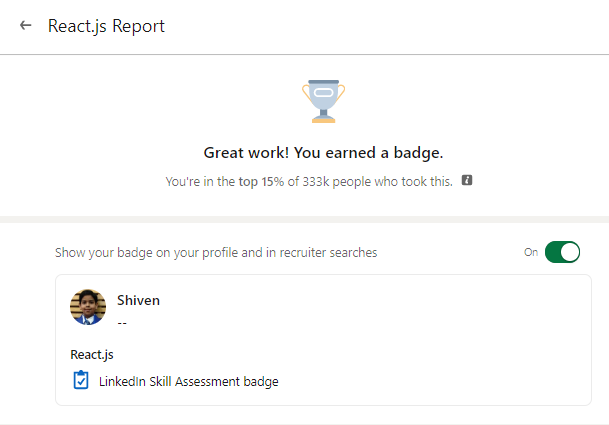 React.js Report
Great work! You earned a badge.
You're in the top 15% of 333k people who took this.
Show your badge on your profile and in recruiter searches
On
Shiven
--
React.js
LinkedIn Skill Assessment badge